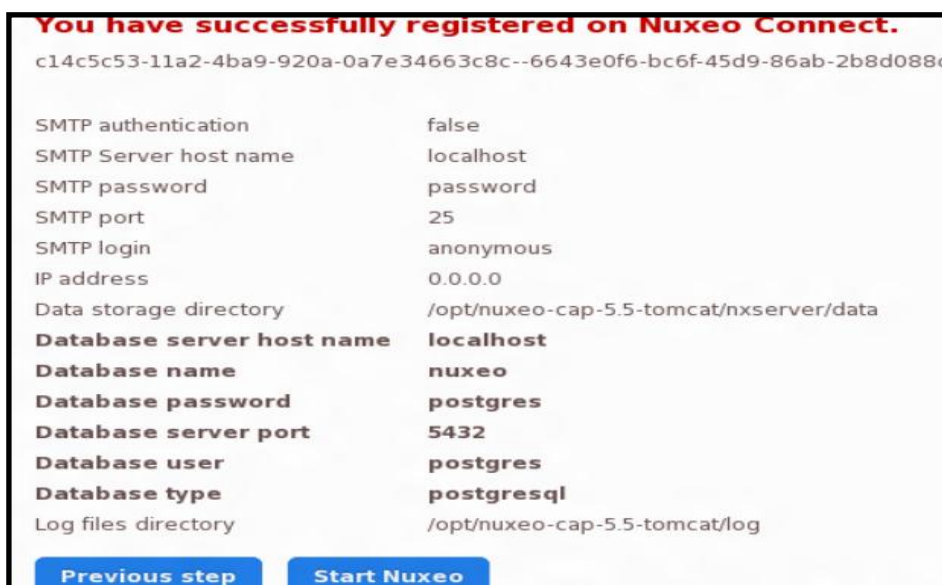 You have successfully registered on Nuxeo Connect.
c14c5c53-11a2-4ba9-920a-0a7e34663c8c--6643e0f6-bc6f-45d9-86ab-2b8d088
SMTP authentication false
SMTP Server host name localhost
SMTP password password
SMTP port 25
SMTP login anonymous
IP address 0.0.0.0
Data storage directory /opt/nuxeo-cap-5.5-tomcat/nxserver/data
Database server host name localhost
Database name nuxeo
Database password postgres
Database server port 5432
Database user postgres
Database type postgresql
Log files directory /opt/nuxeo-cap-5.5-tomcat/log
Previous step Start Nuxeo